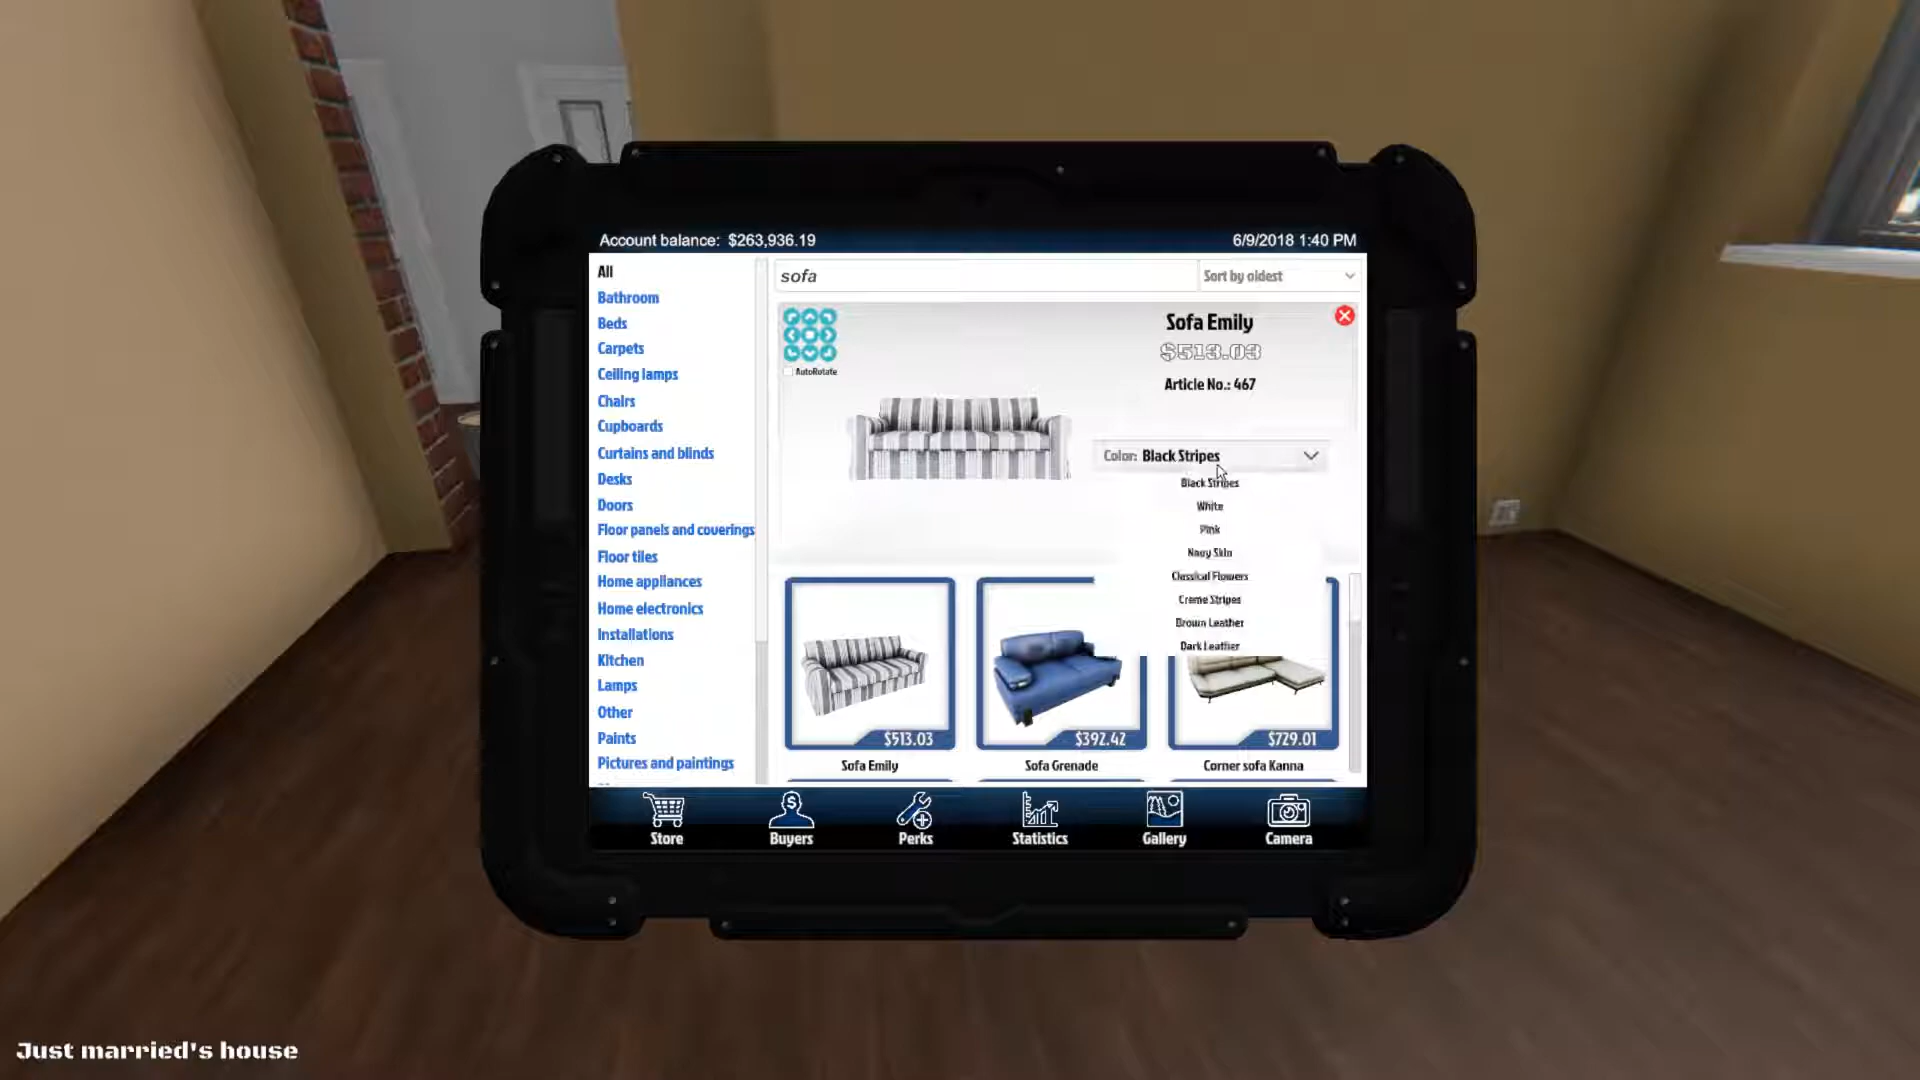 Account balance: $263,936.19
6/9/2018 1:40 PM
All
Bathroom
Beds
Carpets
Ceiling lamps
Chairs
Cupboards
Curtains and blinds
Desks
Doors
Floor panels and coverings
Floor tiles
Home appliances
Home electronics
Installations
Kitchen
Lamps
Other
Paints
Pictures and paintings
sofa
Sort by oldest
AutoRotate
Sofa Emily
$513.03
Article No.: 467
Color: Black Stripes
Black Stripes
White
Pink
Navy Skin
Classical Flowers
Creme Stripes
Brown Leather
Dark Leather
$513.03
Sofa Emily
$392.42
Sofa Grenade
$729.01
Corner sofa Kanna
Store
Buyers
Perks
Statistics
Gallery
Camera
Just married's house